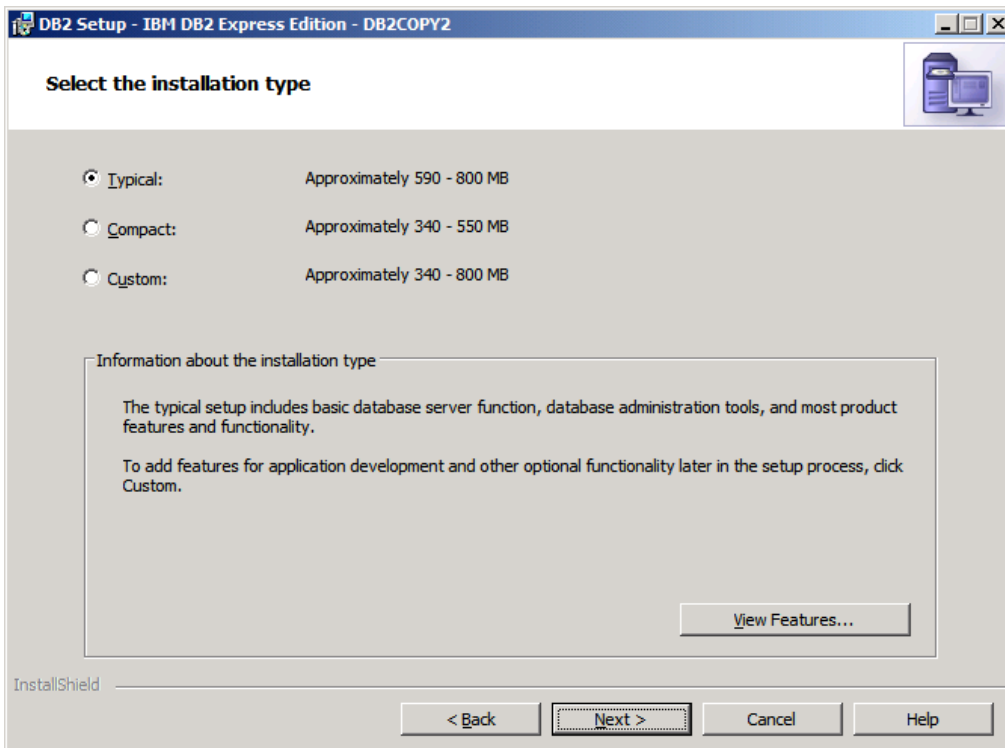 DB2 Setup - IBM DB2 Express Edition - DB2COPY2
Select the installation type
Typical: Approximately 590 - 800 MB
Compact: Approximately 340 - 550 MB
Custom: Approximately 340 - 800 MB
Information about the installation type
The typical setup includes basic database server function, database administration tools, and most product
features and functionality.
To add features for application development and other optional functionality later in the setup process, click
Custom.
View Features...
InstallShield
< Back Next > Cancel Help